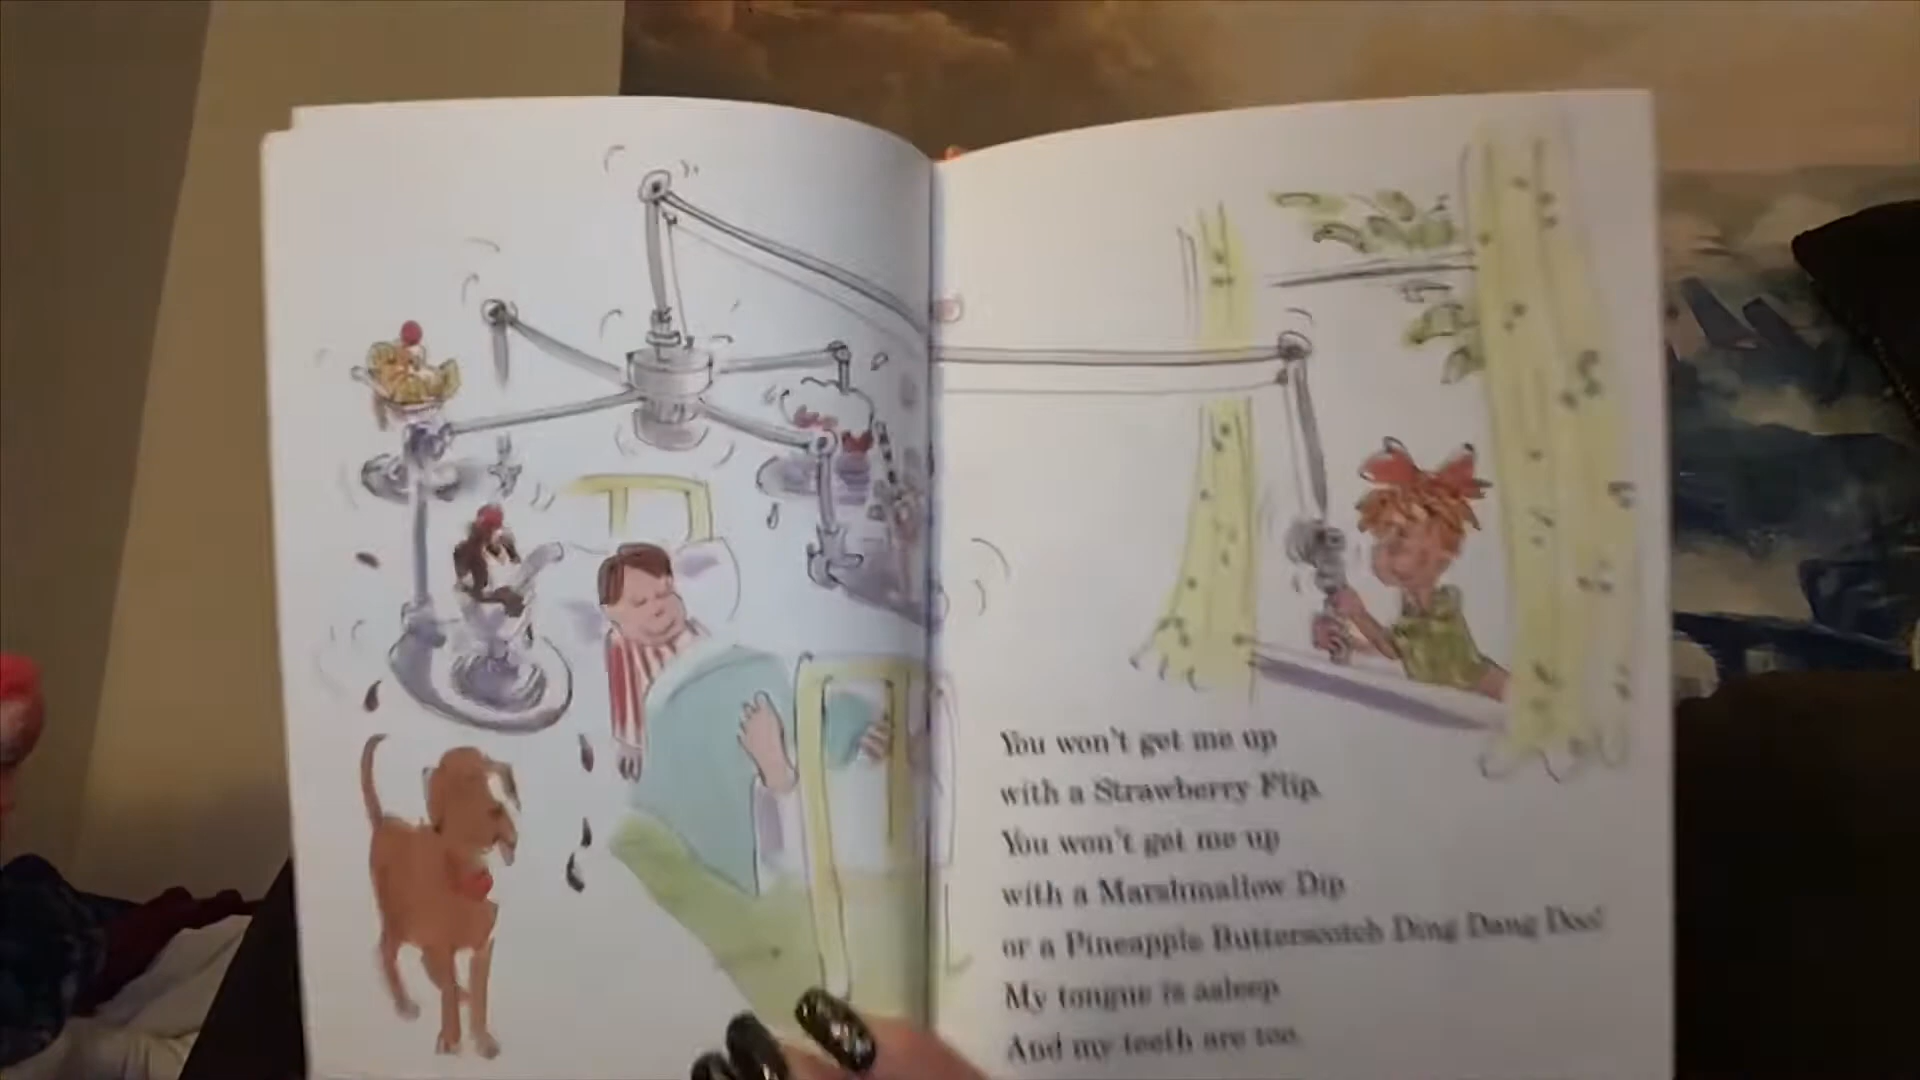 You won't get me up
with a Strawberry Flip.
You won't get me up
with a Marshmallow Dip
or a Pineapple Butterscotch Ding Dang Doo!
My tongue is asleep
And my teeth are too.